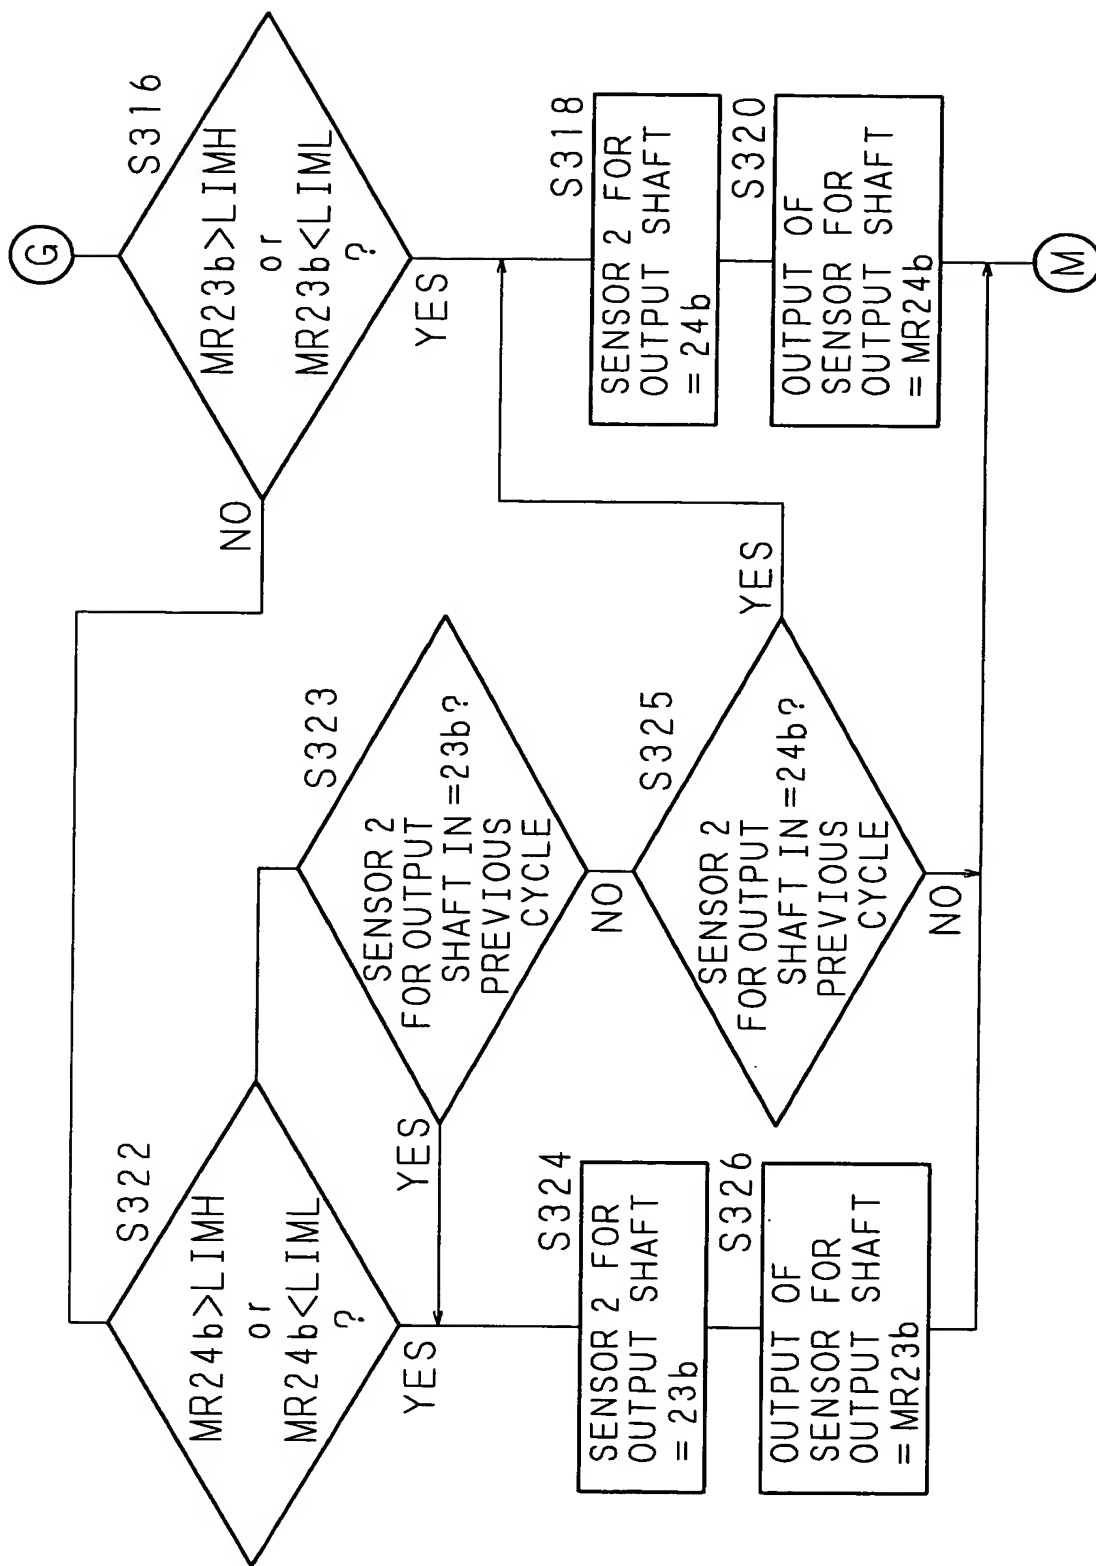 G
S316
MR23b>LIMH
or
MR23b<LIML
?
NO
YES
S322
MR24b>LIMH
or
MR24b<LIML
?
YES
S323
SENSOR 2
FOR OUTPUT
SHAFT IN =23b?
PREVIOUS
CYCLE
YES
NO
S325
SENSOR 2
FOR OUTPUT
SHAFT IN =24b?
PREVIOUS
CYCLE
YES
NO
S318
SENSOR 2 FOR
OUTPUT SHAFT
= 24b
S320
OUTPUT OF
SENSOR FOR
OUTPUT SHAFT
= MR24b
S324
SENSOR 2 FOR
OUTPUT SHAFT
= 23b
S326
OUTPUT OF
SENSOR FOR
OUTPUT SHAFT
= MR23b
M